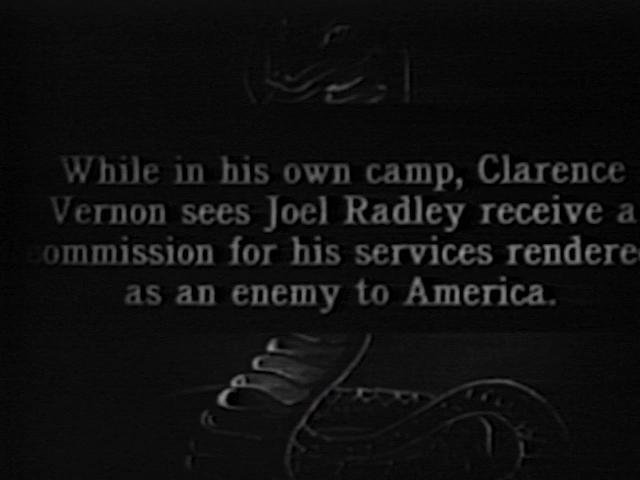 While in his own camp, Clarence
Vernon sees Joel Radley receive a
commission for his services rendere
as an enemy to America.